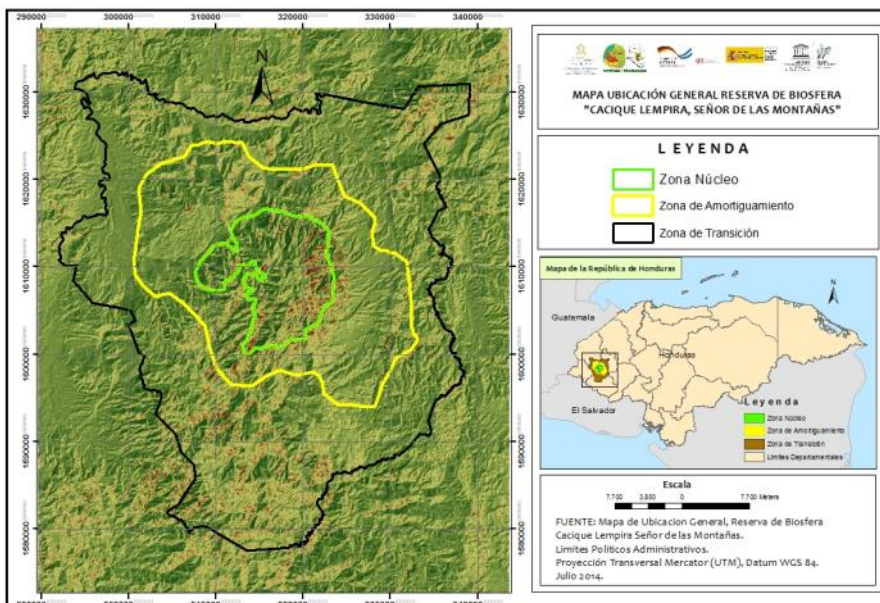 290000 300000 310000 320000 330000 340000
1630000
1620000
1610000
1600000
1590000
1580000
N
MAPA UBICACIÓN GENERAL RESERVA DE BIOSFERA
"CACIQUE LEMPIRA, SEÑOR DE LAS MONTAÑAS"
LEYENDA
Zona Núcleo
Zona de Amortiguamiento
Zona de Transición
Mapa de la República de Honduras
N
Guatemala
Honduras
El Salvador
Leyenda
Zona Núcleo
Zona de Amortiguamiento
Zona de Transición
Limites Departamentales
Escala
7,700 3,850 0 7,700 Meters
FUENTE: Mapa de Ubicacion General, Reserva de Biosfera
Cacique Lempira Señor de las Montañas.
Limites Politicos Administrativos.
Proyección Transversal Mercator (UTM), Datum WGS 84.
Julio 2014.